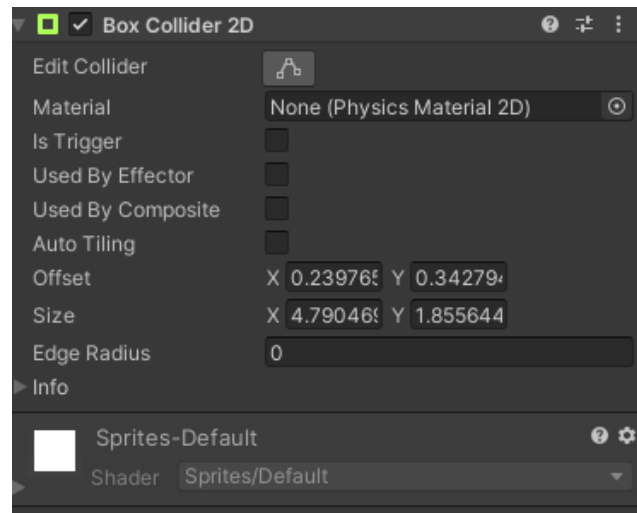 Box Collider 2D
Edit Collider
Material None (Physics Material 2D)
Is Trigger
Used By Effector
Used By Composite
Auto Tiling
Offset X 0.239765 Y 0.342794
Size X 4.790469 Y 1.855644
Edge Radius 0
Info
Sprites-Default
Shader Sprites/Default